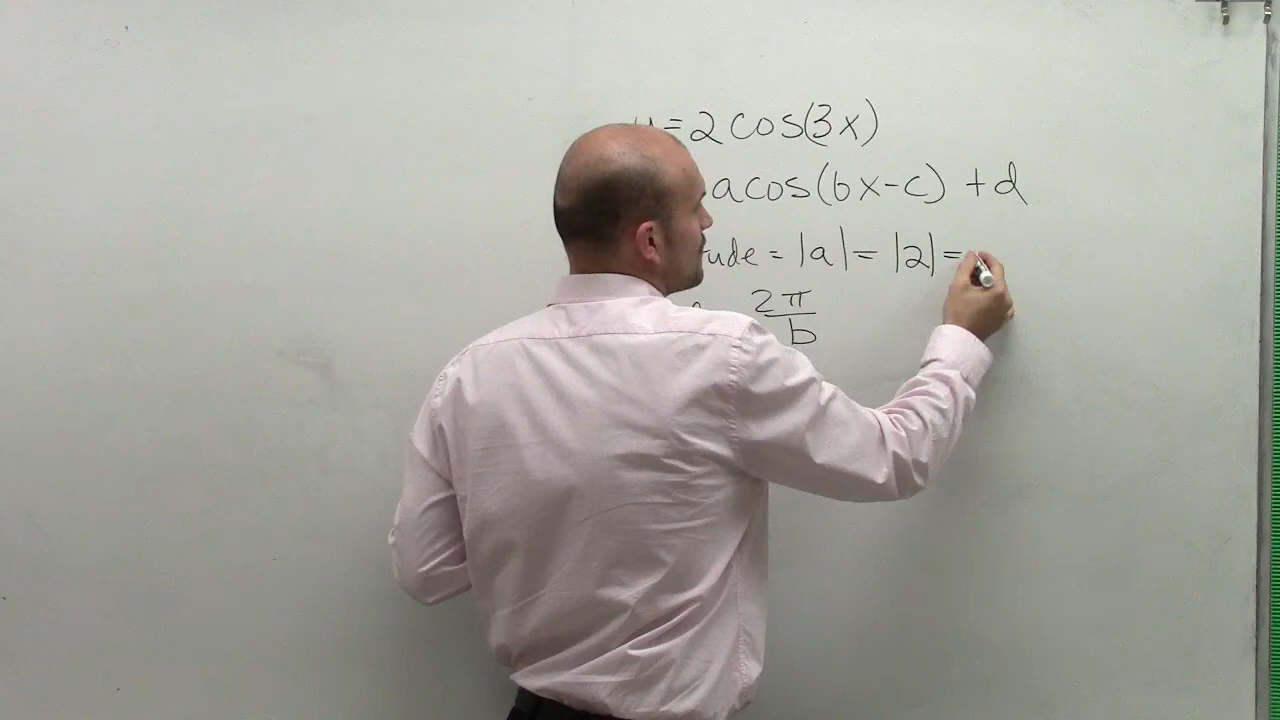 y=2cos(3x)
acos(bx-c) +d
tude = |a| = |2| =
2π/b